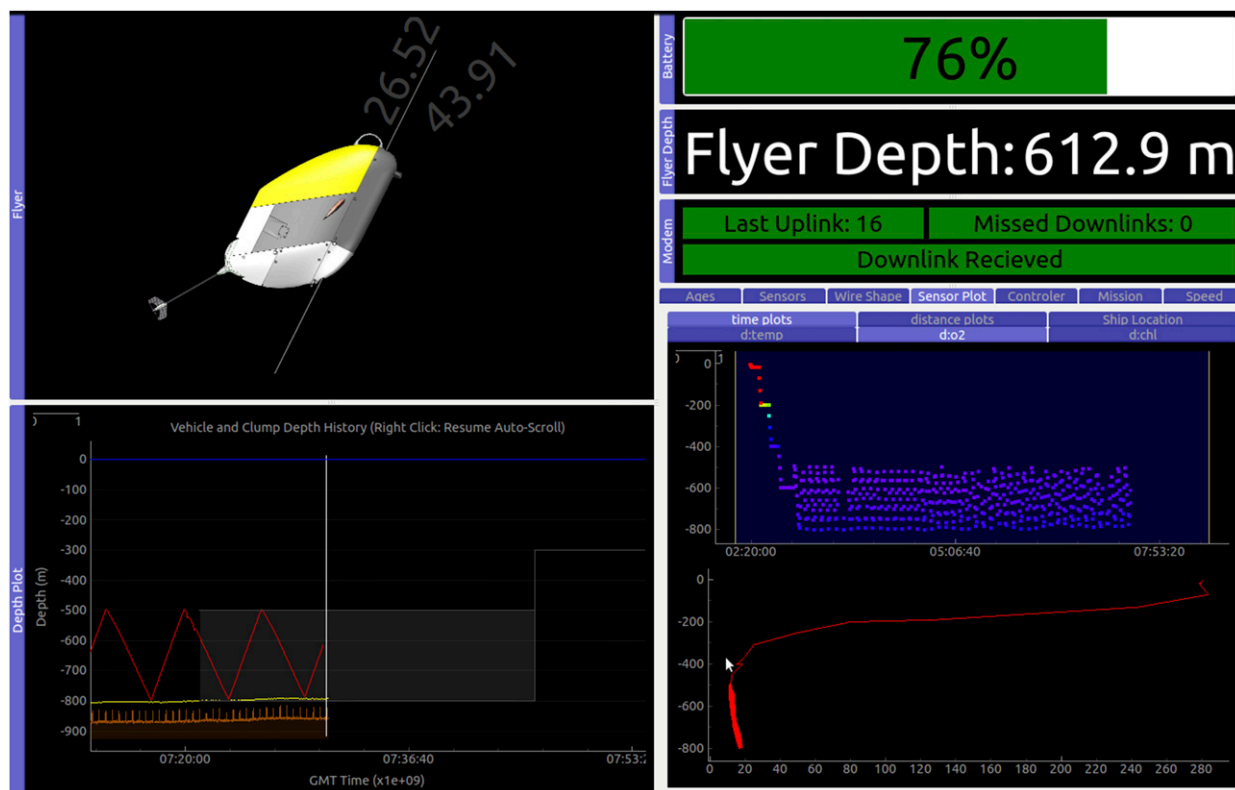 Flyer
26.52
43.91
Battery
76%
Flyer Depth
Flyer Depth: 612.9 m
Modem
Last Uplink: 16
Missed Downlinks: 0
Downlink Recieved
Ages
Sensors
Wire Shape
Sensor Plot
Controler
Mission
Speed
time plots
distance plots
Ship Location
d:temp
d:o2
d:chl
0
-200
-400
-600
-800
02:20:00
05:06:40
07:53:20
0
-200
-400
-600
-800
0 20 40 60 80 100 120 140 160 180 200 220 240 260 280
Depth Plot
1
Vehicle and Clump Depth History (Right Click: Resume Auto-Scroll)
Depth (m)
0
-100
-200
-300
-400
-500
-600
-700
-800
-900
07:20:00
07:36:40
07:53:2
GMT Time (x1e+09)